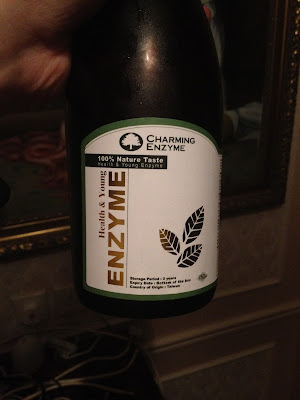 CHARMING
ENZYME
100% Nature Taste
Health & Young Enzyme
Health & Young
ENZYME
Storage Period : 3 years
Expiry Date : Bottom of the Box
Country of Origin : Taiwan